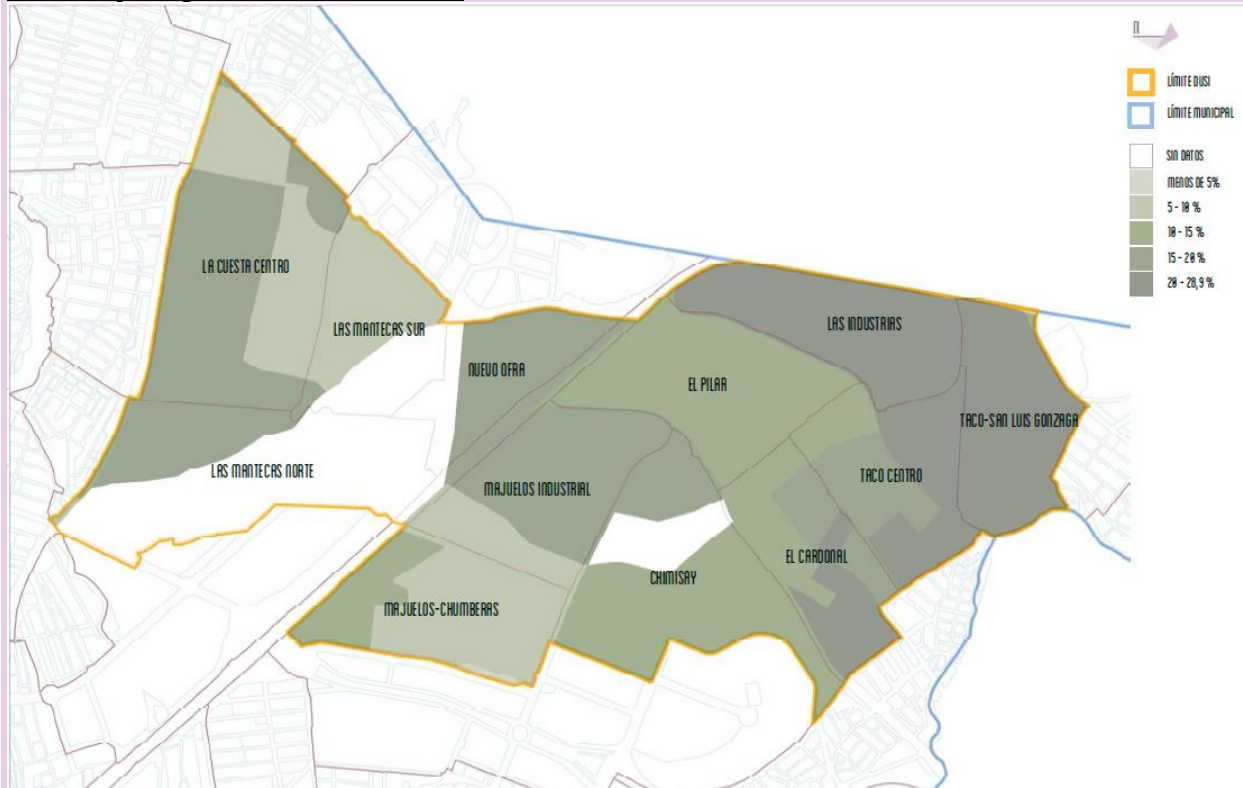 N
LÍMITE DUSI
LÍMITE MUNICIPAL
SIN DATOS
MENOS DE 5%
5 - 10 %
10 - 15 %
15 - 20 %
20 - 28,9 %
LA CUESTA CENTRO
LAS MANTECAS SUR
LAS INDUSTRIAS
NUEVO OFRA
EL PILAR
TACO-SAN LUIS GONZAGA
LAS MANTECAS NORTE
TACO CENTRO
MAJUELOS INDUSTRIAL
EL CARDONAL
CHIMISAY
MAJUELOS-CHUMBERAS